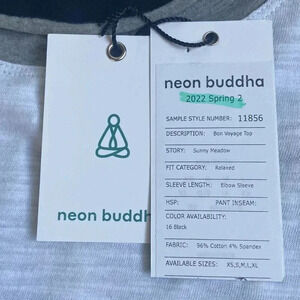 neon buddha
2022 Spring 2
SAMPLE STYLE NUMBER: 11856
DESCRIPTION: Bon Voyage Top
STORY: Sunny Meadow
FIT CATEGORY: Relaxed
SLEEVE LENGTH: Elbow Sleeve
HSP: PANT INSEAM:
COLOR AVAILABILITY:
16 Black
FABRIC: 96% Cotton 4% Spandex
AVAILABLE SIZES: XS,S,M,L,XL
neon buddh